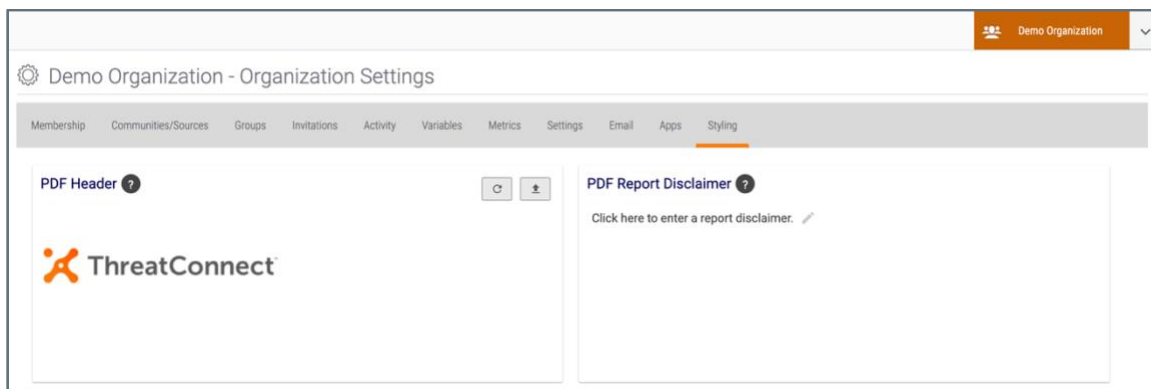 Demo Organization
Demo Organization - Organization Settings
Membership Communities/Sources Groups Invitations Activity Variables Metrics Settings Email Apps Styling
PDF Header ?
PDF Report Disclaimer ?
Click here to enter a report disclaimer.
ThreatConnect